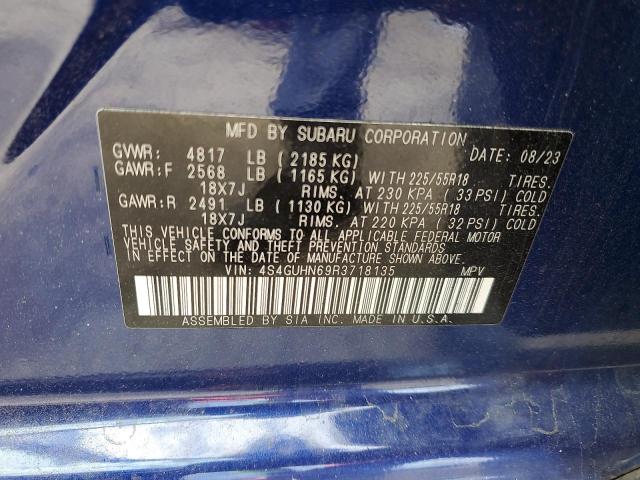 MFD BY SUBARU CORPORATION
GVWR: 4817 LB (2185 KG) DATE: 08/23
GAWR:F 2568 LB (1165 KG) WITH 225/55R18 TIRES.
18X7J RIMS. AT 230 KPA (33 PSI) COLD
GAWR:R 2491 LB (1130 KG) WITH 225/55R18 TIRES.
18X7J RIMS. AT 220 KPA (32 PSI) COLD
THIS VEHICLE CONFORMS TO ALL APPLICABLE FEDERAL MOTOR
VEHICLE SAFETY AND THEFT PREVENTION STANDARDS
IN EFFECT ON THE DATE OF MANUFACTURE SHOWN ABOVE.
VIN: 4S4GUHN69R3718135 MPV
ASSEMBLED BY SIA INC. MADE IN U.S.A.